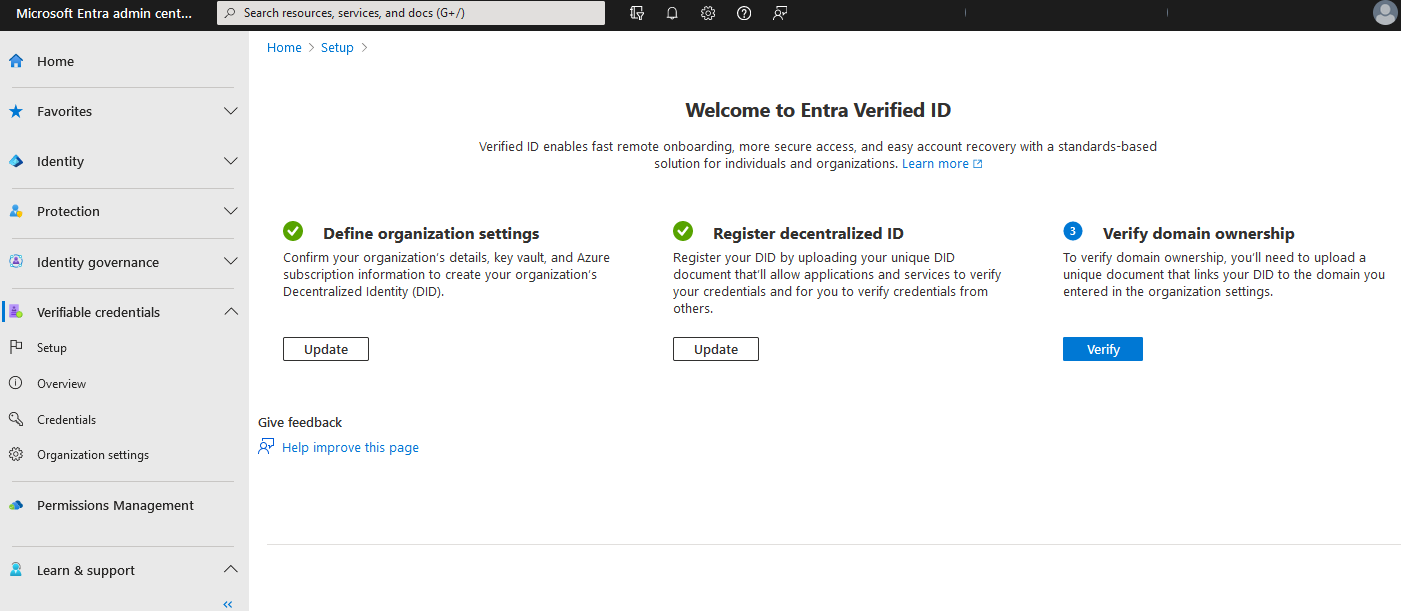 Microsoft Entra admin cent...
Search resources, services, and docs (G+/)
Home
Favorites
Identity
Protection
Identity governance
Verifiable credentials
Setup
Overview
Credentials
Organization settings
Permissions Management
Learn & support
Home > Setup >
Welcome to Entra Verified ID
Verified ID enables fast remote onboarding, more secure access, and easy account recovery with a standards-based
solution for individuals and organizations. Learn more
Define organization settings
Confirm your organization's details, key vault, and Azure
subscription information to create your organization's
Decentralized Identity (DID).
Update
Register decentralized ID
Register your DID by uploading your unique DID
document that'll allow applications and services to verify
your credentials and for you to verify credentials from
others.
Update
3 Verify domain ownership
To verify domain ownership, you'll need to upload a
unique document that links your DID to the domain you
entered in the organization settings.
Verify
Give feedback
Help improve this page